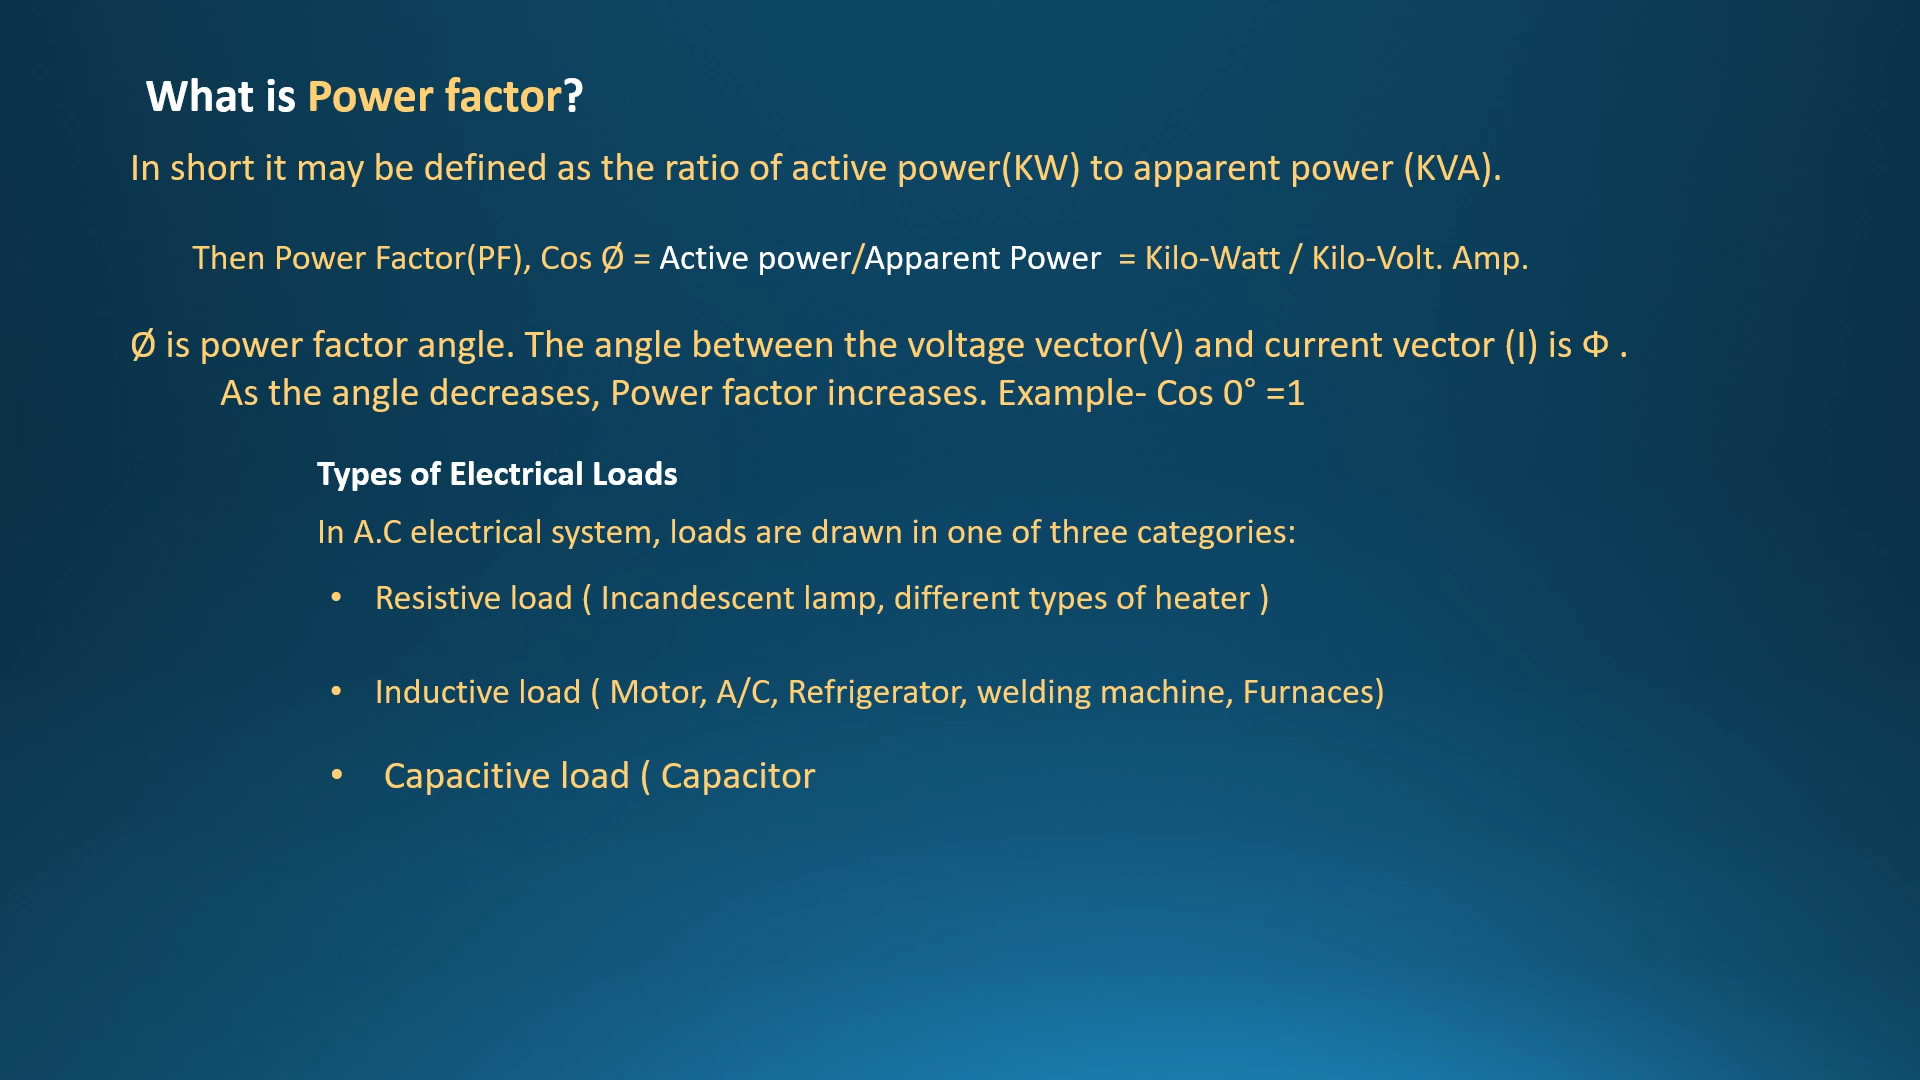 What is Power factor?
In short it may be defined as the ratio of active power(KW) to apparent power (KVA).
Then Power Factor(PF), Cos Ø = Active power/Apparent Power = Kilo-Watt / Kilo-Volt. Amp.
Ø is power factor angle. The angle between the voltage vector(V) and current vector (I) is Φ .
As the angle decreases, Power factor increases. Example- Cos 0° =1
Types of Electrical Loads
In A.C electrical system, loads are drawn in one of three categories:
• Resistive load ( Incandescent lamp, different types of heater )
• Inductive load ( Motor, A/C, Refrigerator, welding machine, Furnaces)
• Capacitive load ( Capacitor